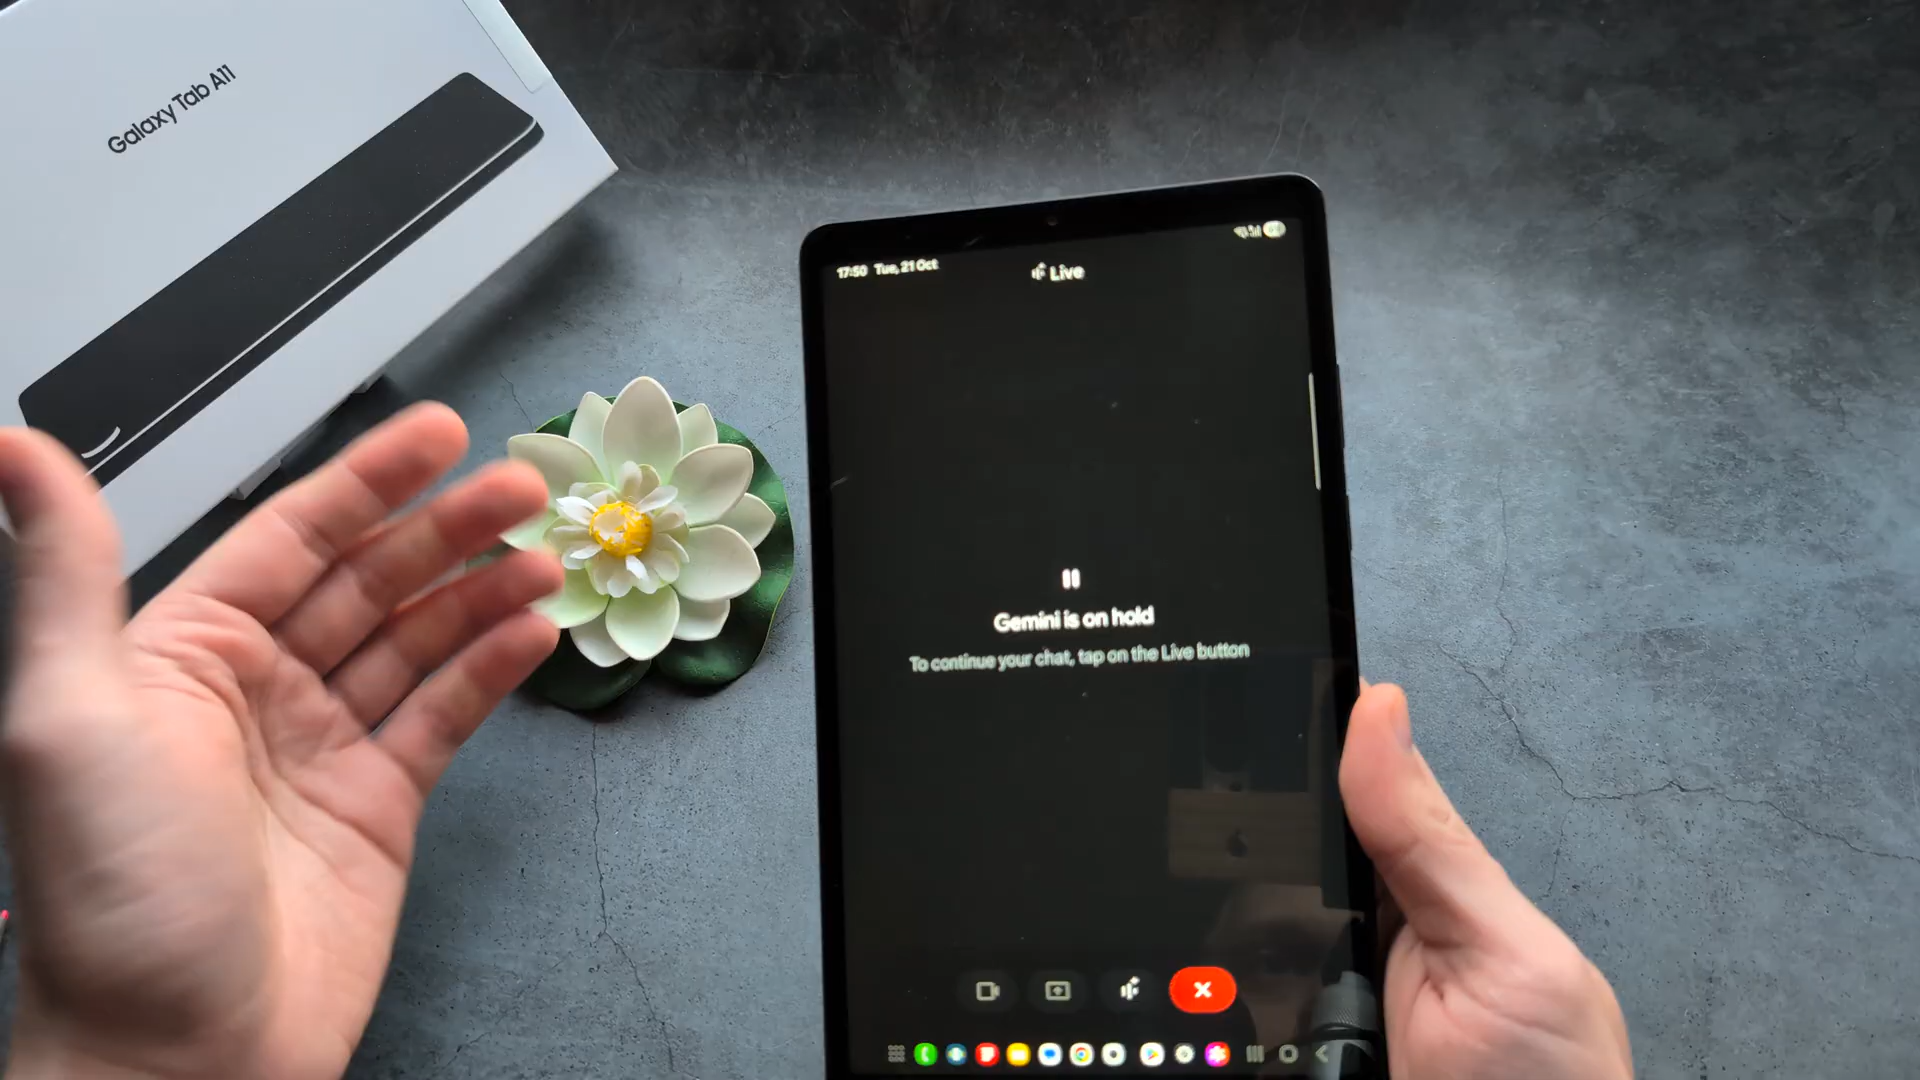 Galaxy Tab A11
17:50 Tue, 21 Oct
Live
Gemini is on hold
To continue your chat, tap on the Live button